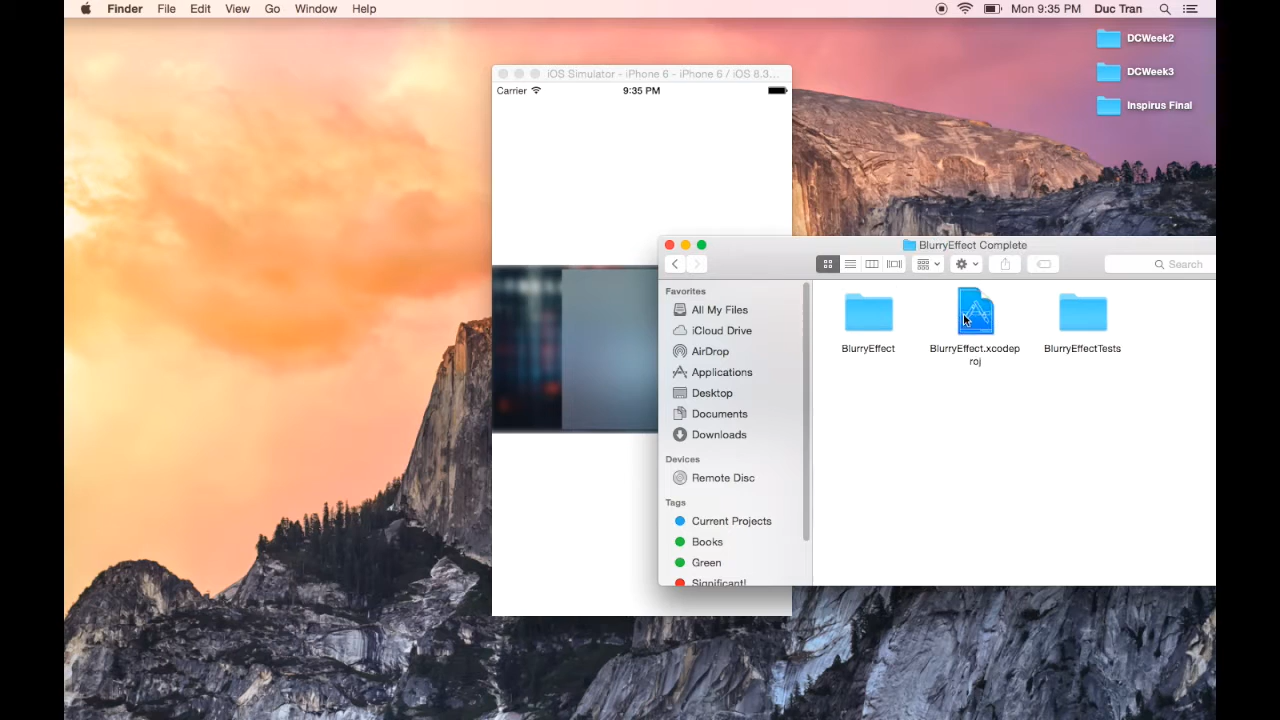 Finder File Edit View Go Window Help Mon 9:35 PM Duc Tran
DCWeek2
DCWeek3
Inspirus Final
iOS Simulator - iPhone 6 - iPhone 6 / iOS 8.3...
Carrier 9:35 PM
BlurryEffect Complete
Search
Favorites
All My Files
iCloud Drive
AirDrop
Applications
Desktop
Documents
Downloads
Devices
Remote Disc
Tags
Current Projects
Books
Green
Significant!
BlurryEffect
BlurryEffect.xcodep
roj
BlurryEffectTests